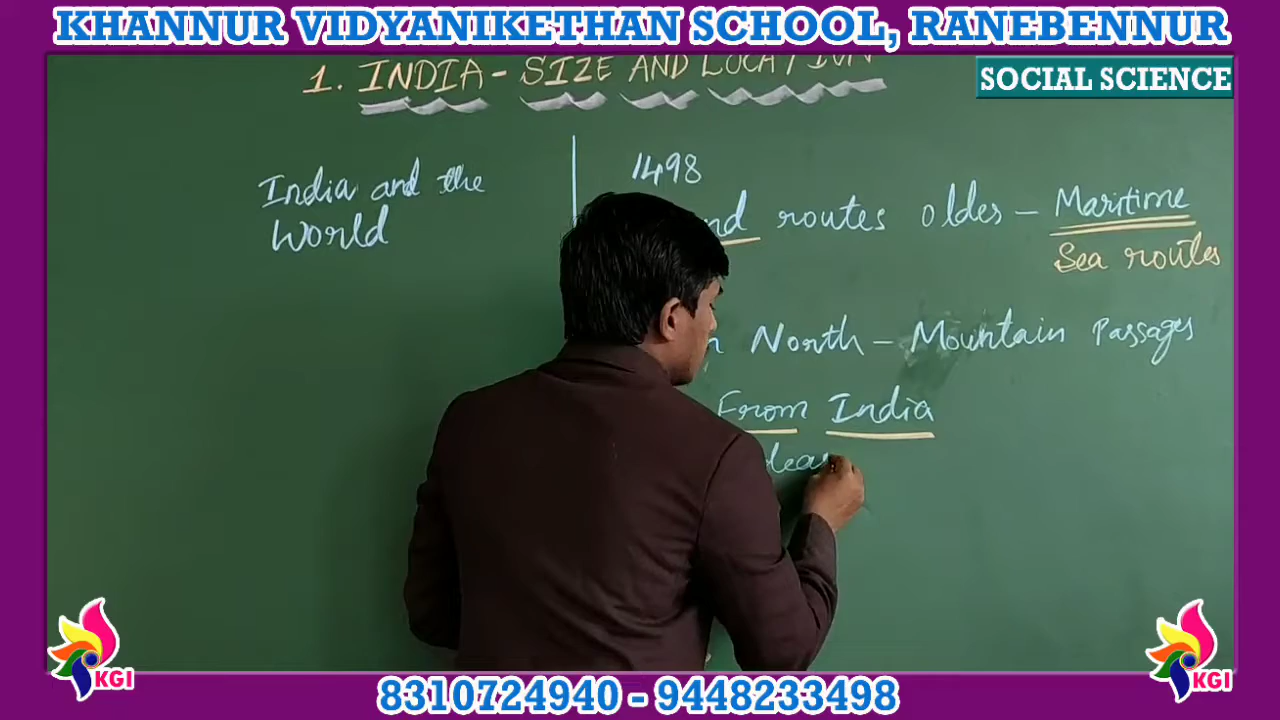 KHANNUR VIDYANIKETHAN SCHOOL, RANEBENNUR
SOCIAL SCIENCE
1. INDIA - SIZE AND LOCATION
India and the
World
1498
routes oldes - Maritime
Sea routes
North - Mountain Passages
From India
KGI
KGI
8310724940 - 9448233498